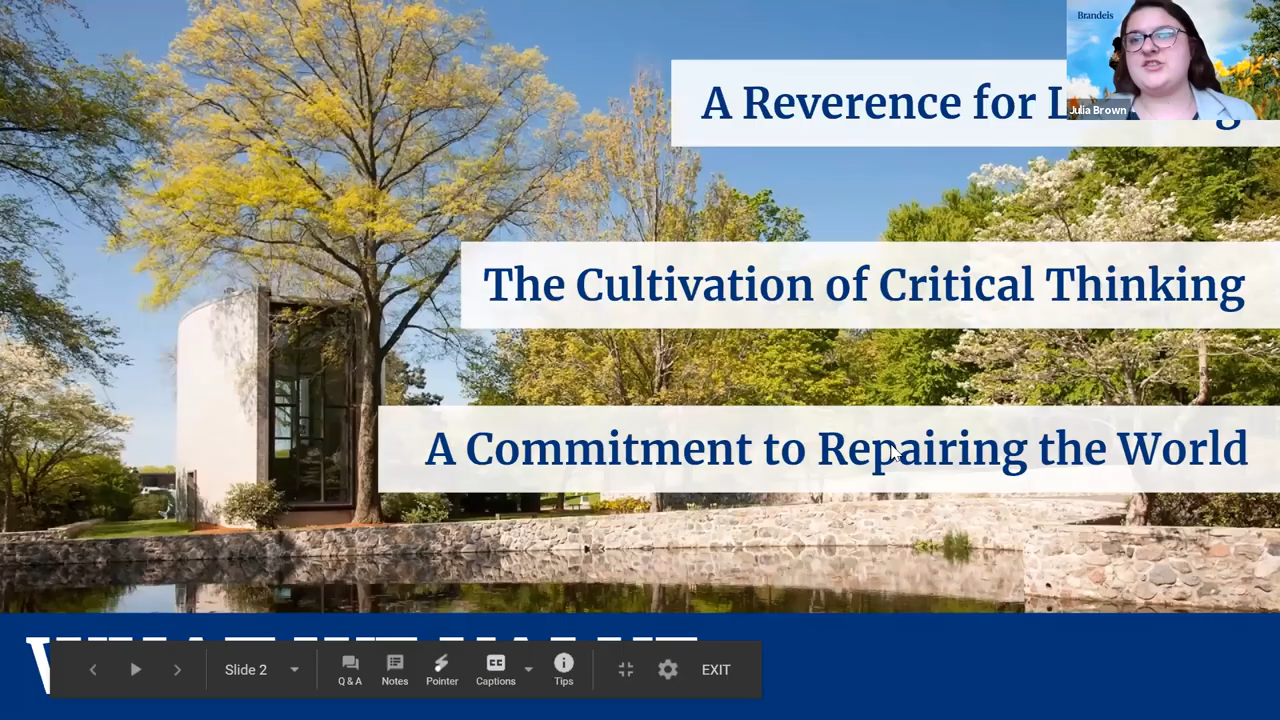 Brandeis
A Reverence for
Julia Brown
The Cultivation of Critical Thinking
A Commitment to Repairing the World
Slide 2
Q & A
Notes
Pointer
CC
Captions
Tips
EXIT